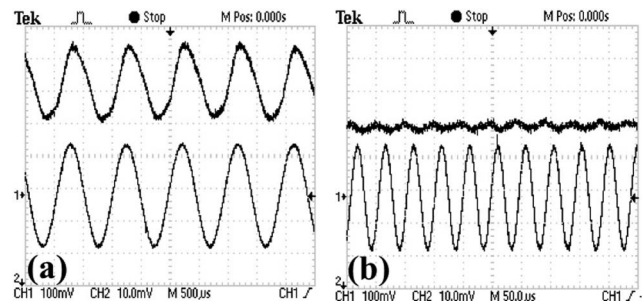 Tek Stop M Pos: 0.000s
1
2
(a)
CH1 100mV CH2 10.0mV M 500µs CH1
Tek Stop M Pos: 0.000s
1
2
(b)
CH1 100mV CH2 10.0mV M 50.0µs CH1